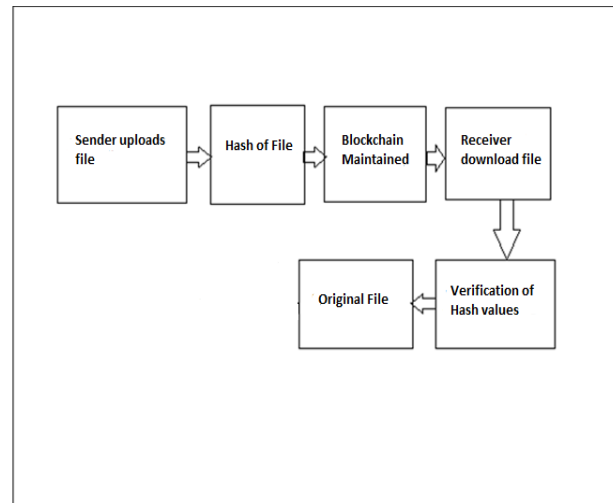 Sender uploads
file
Hash of File
Blockchain
Maintained
Receiver
download file
Verification of
Hash values
Original File